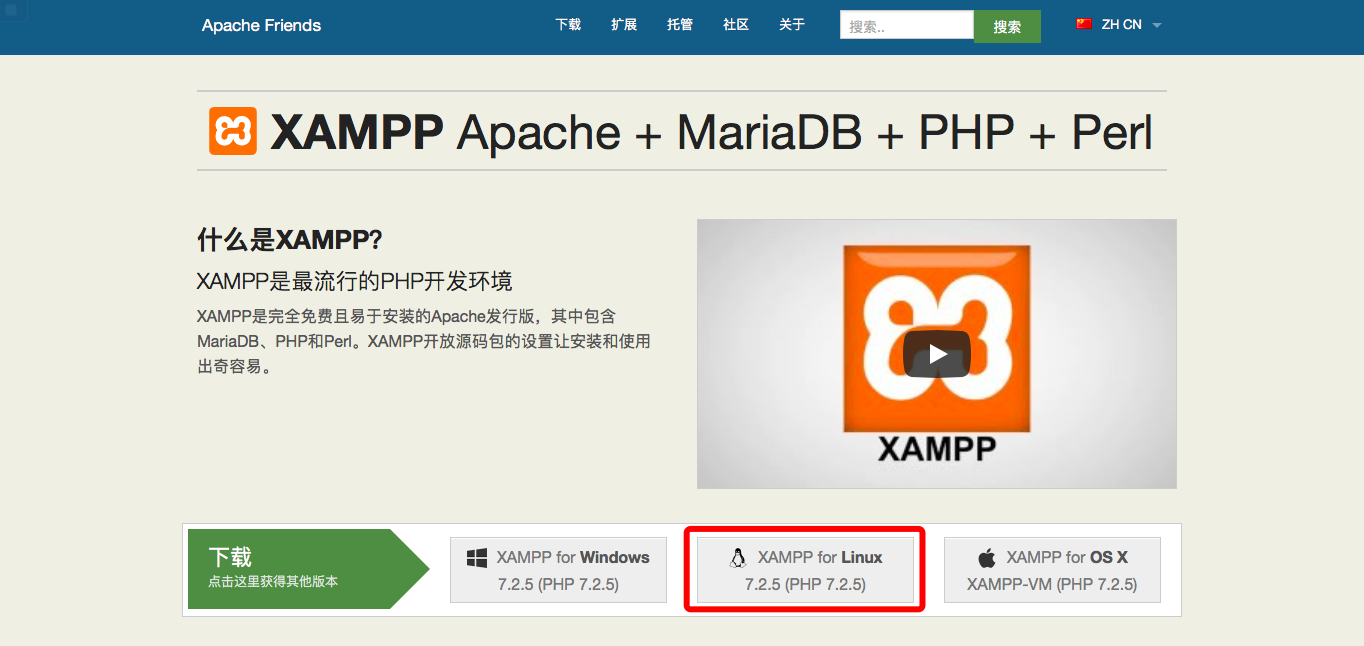 Apache Friends
下载 扩展 托管 社区 关于 搜索.. 搜索 ZH CN
XAMPP Apache + MariaDB + PHP + Perl
什么是XAMPP?
XAMPP是最流行的PHP开发环境
XAMPP是完全免费且易于安装的Apache发行版，其中包含
MariaDB、PHP和Perl。XAMPP开放源码包的设置让安装和使用
出奇容易。
XAMPP
下载
点击这里获得其他版本
XAMPP for Windows
7.2.5 (PHP 7.2.5)
XAMPP for Linux
7.2.5 (PHP 7.2.5)
XAMPP for OS X
XAMPP-VM (PHP 7.2.5)